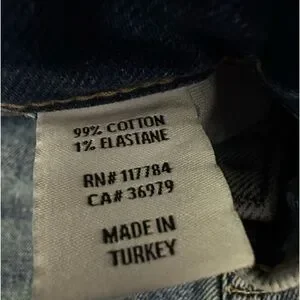 99% COTTON
1% ELASTANE
RN# 117784
CA# 36979
MADE IN
TURKEY